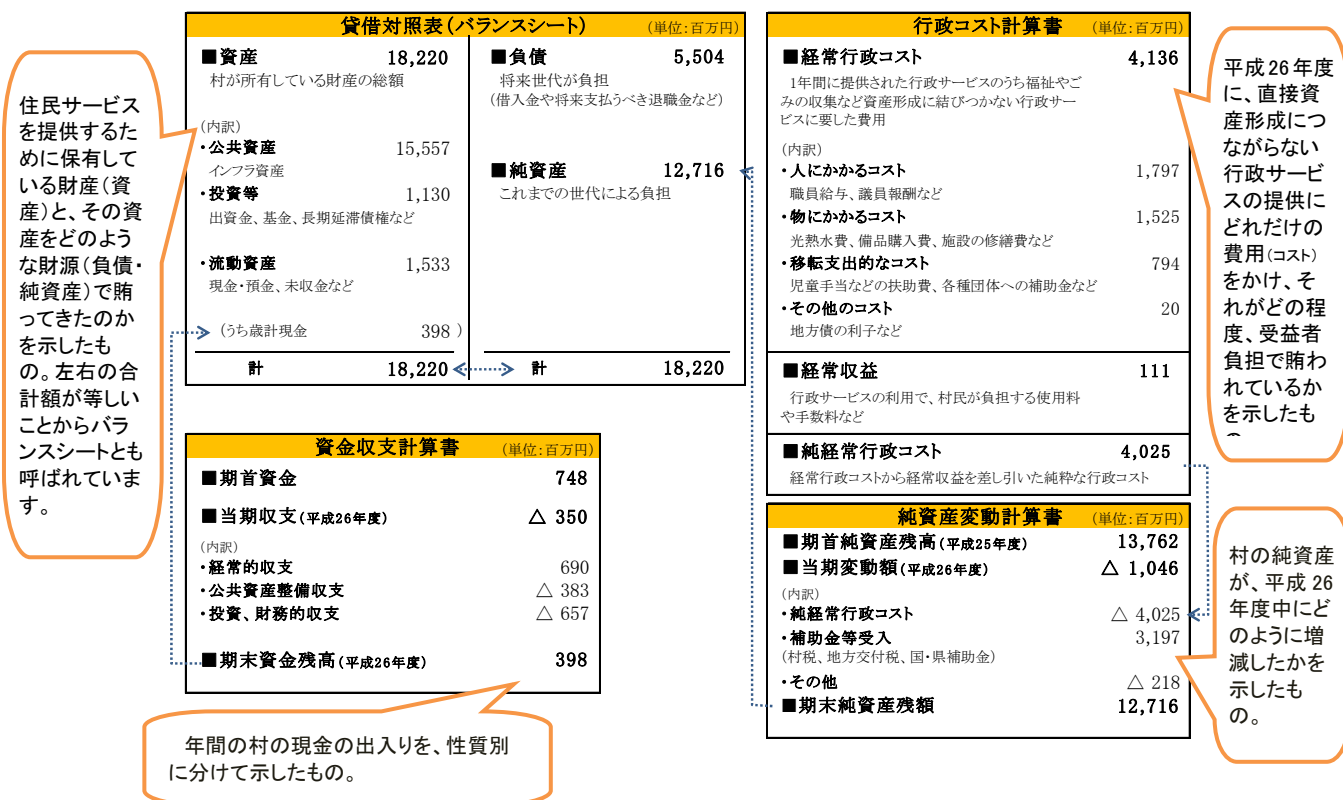 貸借対照表(バランスシート) (単位:百万円)
■資産 18,220
村が所有している財産の総額
(内訳)
・公共資産 15,557
インフラ資産
・投資等 1,130
出資金、基金、長期延滞債権など
・流動資産 1,533
現金・預金、未収金など
(うち歳計現金 398 )
計 18,220
■負債 5,504
将来世代が負担
(借入金や将来支払うべき退職金など)
■純資産 12,716
これまでの世代による負担
計 18,220
住民サービス
を提供するた
めに保有して
いる財産(資
産)と、その資
産をどのよう
な財源(負債・
純資産)で賄
ってきたのか
を示したも
の。左右の合
計額が等しい
ことからバラ
ンスシートとも
呼ばれていま
す。
行政コスト計算書 (単位:百万円)
■経常行政コスト 4,136
1年間に提供された行政サービスのうち福祉やご
みの収集など資産形成に結びつかない行政サー
ビスに要した費用
(内訳)
・人にかかるコスト 1,797
職員給与、議員報酬など
・物にかかるコスト 1,525
光熱水費、備品購入費、施設の修繕費など
・移転支出的なコスト 794
児童手当などの扶助費、各種団体への補助金など
・その他のコスト 20
地方債の利子など
■経常収益 111
行政サービスの利用で、村民が負担する使用料
や手数料など
■純経常行政コスト 4,025
経常行政コストから経常収益を差し引いた純粋な行政コスト
平成26年度
に、直接資
産形成につ
ながらない
行政サービ
スの提供に
どれだけの
費用(コスト)
をかけ、そ
れがどの程
度、受益者
負担で賄わ
れているか
を示したも
資金収支計算書 (単位:百万円)
■期首資金 748
■当期収支(平成26年度) △ 350
(内訳)
・経常的収支 690
・公共資産整備収支 △ 383
・投資、財務的収支 △ 657
■期末資金残高(平成26年度) 398
年間の村の現金の出入りを、性質別
に分けて示したもの。
純資産変動計算書 (単位:百万円)
■期首純資産残高(平成25年度) 13,762
■当期変動額(平成26年度) △ 1,046
(内訳)
・純経常行政コスト △ 4,025
・補助金等受入 3,197
(村税、地方交付税、国・県補助金)
・その他 △ 218
■期末純資産残額 12,716
村の純資産
が、平成 26
年度中にど
のように増
減したかを
示したも
の。